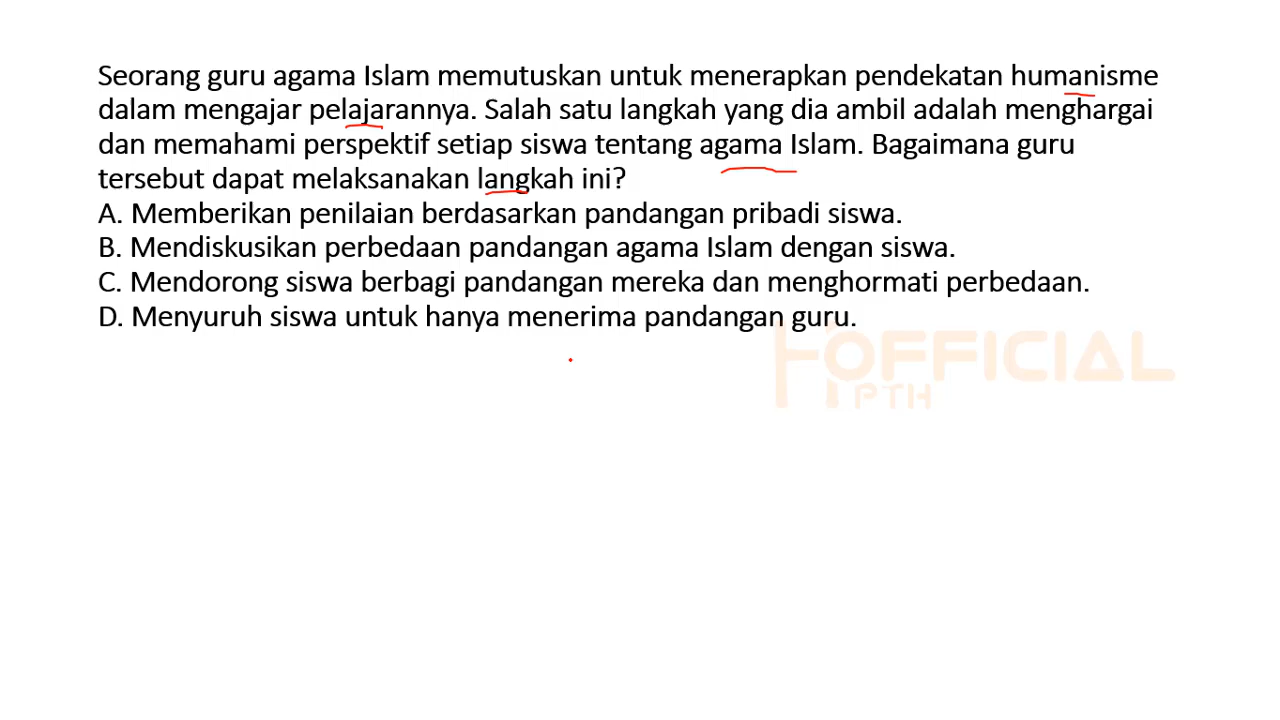 Seorang guru agama Islam memutuskan untuk menerapkan pendekatan humanisme
dalam mengajar pelajarannya. Salah satu langkah yang dia ambil adalah menghargai
dan memahami perspektif setiap siswa tentang agama Islam. Bagaimana guru
tersebut dapat melaksanakan langkah ini?
A. Memberikan penilaian berdasarkan pandangan pribadi siswa.
B. Mendiskusikan perbedaan pandangan agama Islam dengan siswa.
C. Mendorong siswa berbagi pandangan mereka dan menghormati perbedaan.
D. Menyuruh siswa untuk hanya menerima pandangan guru.
OFFICIAL
PTH